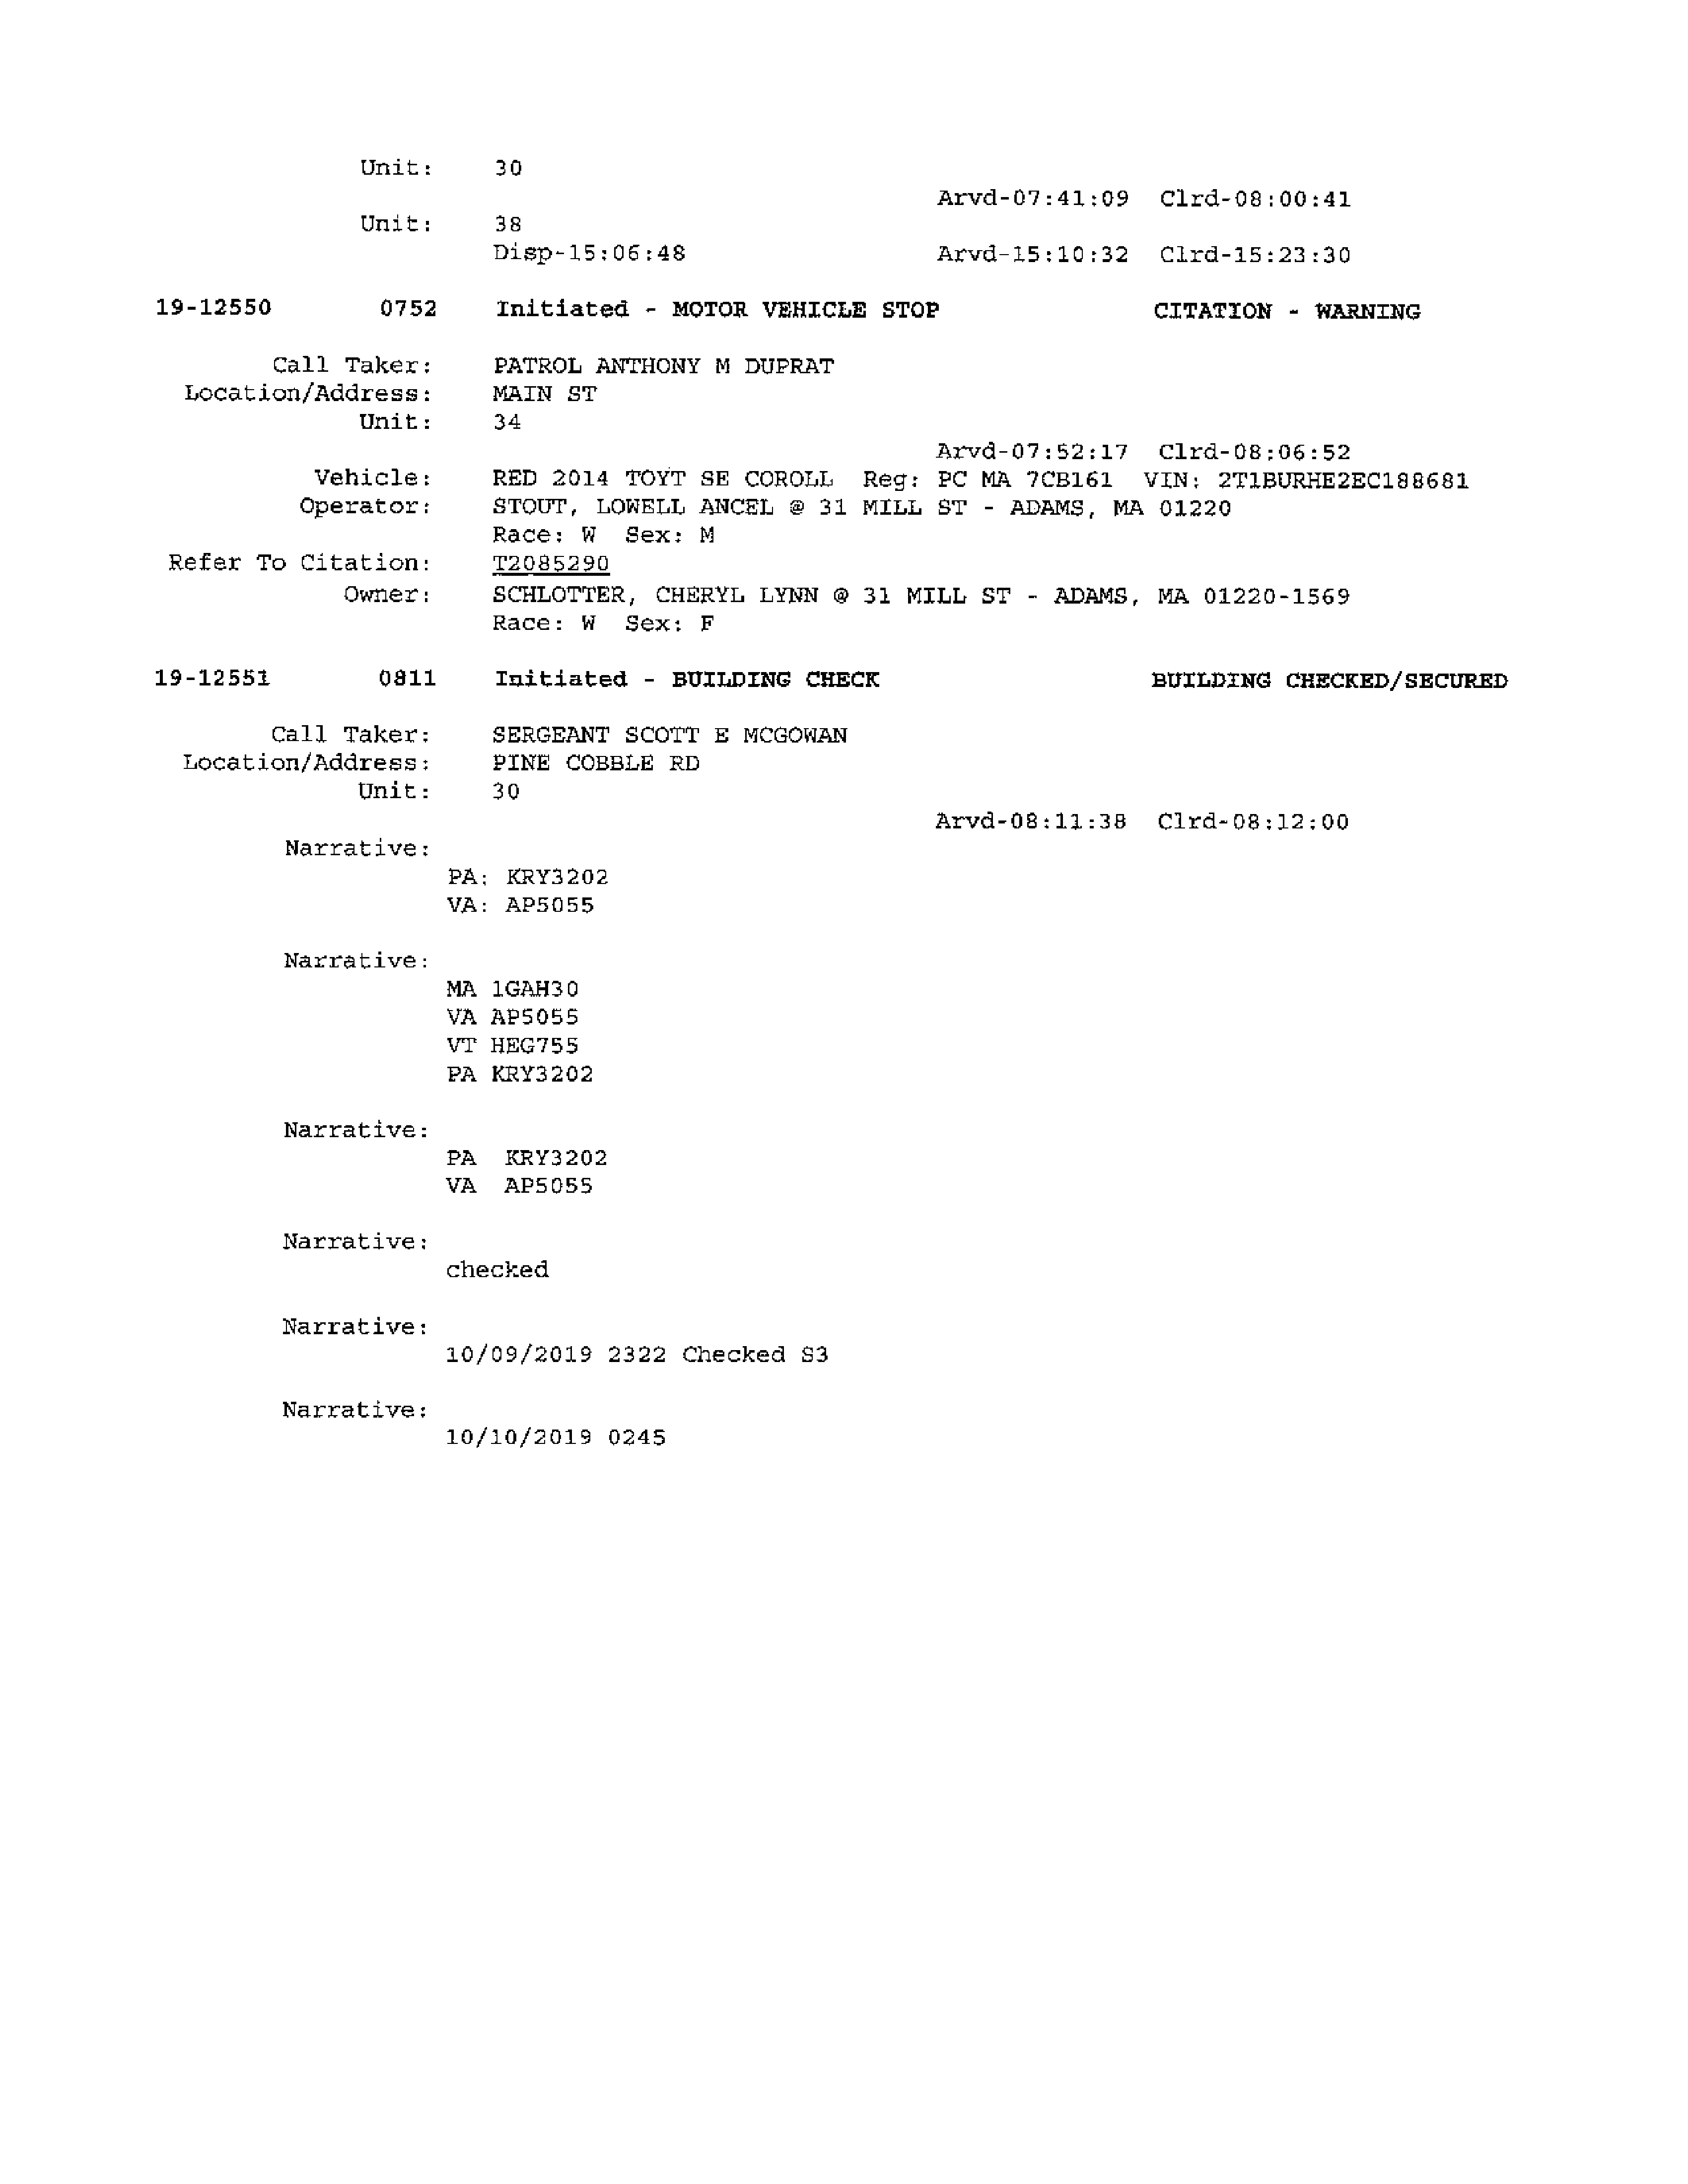 Unit: 30
Arvd-07:41:09 Clrd-08:00:41
Unit: 38
Disp-15:06:48 Arvd-15:10:32 Clrd-15:23:30
19-12550 0752 Initiated - MOTOR VEHICLE STOP CITATION - WARNING
Call Taker: PATROL ANTHONY M DUPRAT
Location/Address: MAIN ST
Unit: 34
Arvd-07:52:17 Clrd-08:06:52
Vehicle: RED 2014 TOYT SE COROLL Reg: PC MA 7CB161 VIN: 2T1BURHE2EC188681
Operator: STOUT, LOWELL ANCEL @ 31 MILL ST - ADAMS, MA 01220
Race: W Sex: M
Refer To Citation: T2085290
Owner: SCHLOTTER, CHERYL LYNN @ 31 MILL ST - ADAMS, MA 01220-1569
Race: W Sex: F
19-12551 0811 Initiated - BUILDING CHECK BUILDING CHECKED/SECURED
Call Taker: SERGEANT SCOTT E MCGOWAN
Location/Address: PINE COBBLE RD
Unit: 30
Arvd-08:11:38 Clrd-08:12:00
Narrative:
PA: KRY3202
VA: AP5055
Narrative:
MA 1GAH30
VA AP5055
VT HEG755
PA KRY3202
Narrative:
PA KRY3202
VA AP5055
Narrative:
checked
Narrative:
10/09/2019 2322 Checked S3
Narrative:
10/10/2019 0245